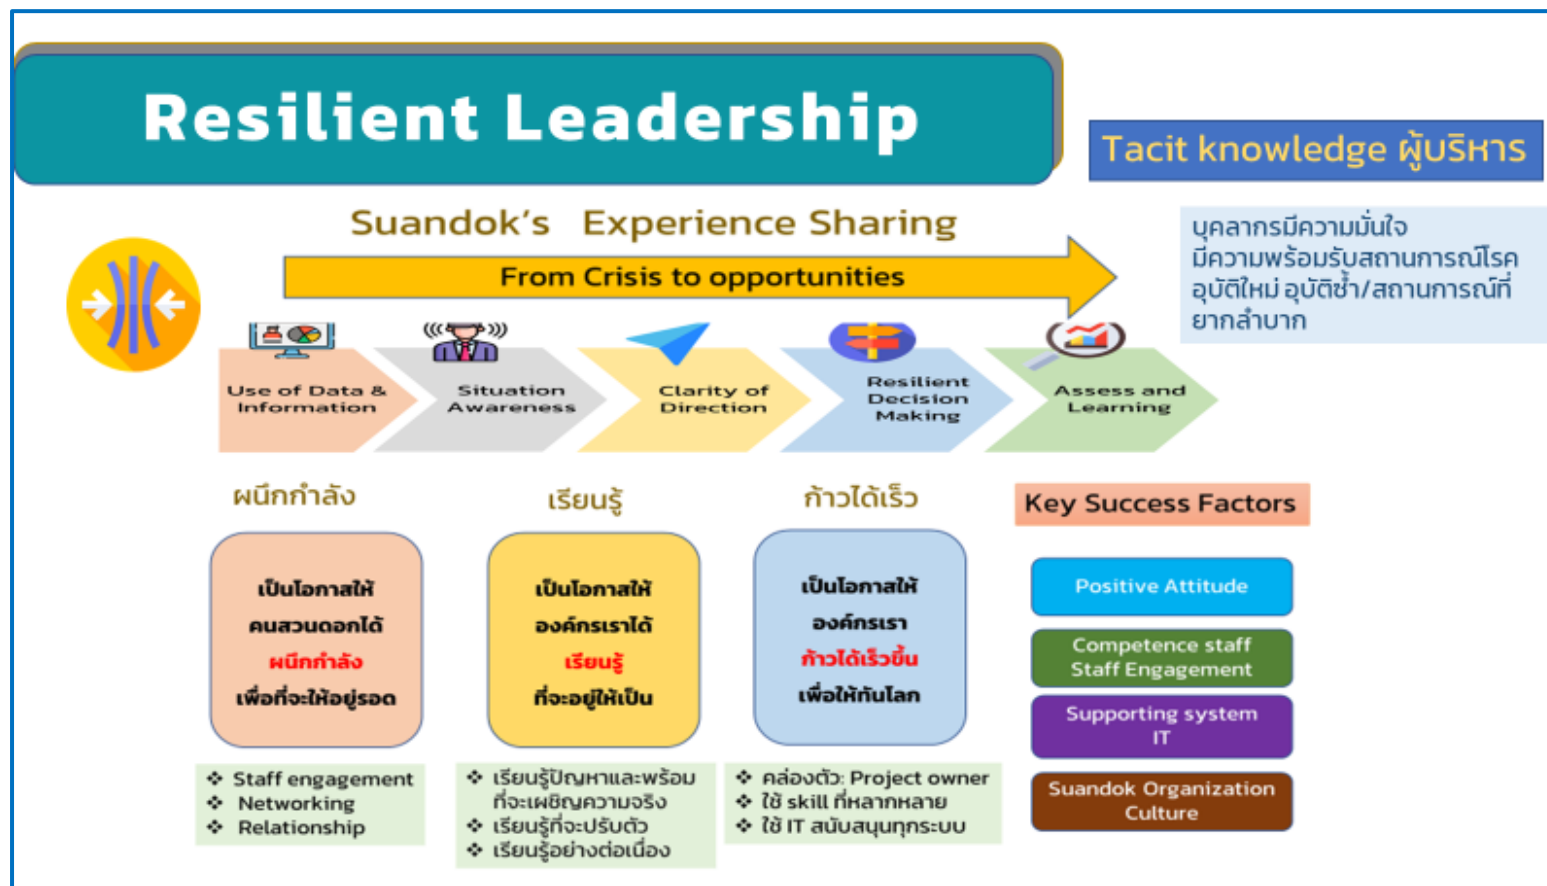 Resilient Leadership
Tacit knowledge ผู้บริหาร
Suandok's Experience Sharing
From Crisis to opportunities
บุคลากรมีความมั่นใจ
มีความพร้อมรับสถานการณ์โรค
อุบัติใหม่ อุบัติซ้ำ/สถานการณ์ที่
ยากลำบาก
Use of Data &
Information
Situation
Awareness
Clarity of
Direction
Resilient
Decision
Making
Assess and
Learning
ผนึกกำลัง
เป็นโอกาสให้
คนสวนดอกได้
ผนึกกำลัง
เพื่อที่จะให้อยู่รอด
❖ Staff engagement
❖ Networking
❖ Relationship
เรียนรู้
เป็นโอกาสให้
องค์กรเราได้
เรียนรู้
ที่จะอยู่ให้เป็น
❖ เรียนรู้ปัญหาและพร้อม
ที่จะเผชิญความจริง
❖ เรียนรู้ที่จะปรับตัว
❖ เรียนรู้อย่างต่อเนื่อง
ก้าวได้เร็ว
เป็นโอกาสให้
องค์กรเรา
ก้าวได้เร็วขึ้น
เพื่อให้ทันโลก
❖ คล่องตัว: Project owner
❖ ใช้ skill ที่หลากหลาย
❖ ใช้ IT สนับสนุนทุกระบบ
Key Success Factors
Positive Attitude
Competence staff
Staff Engagement
Supporting system
IT
Suandok Organization
Culture